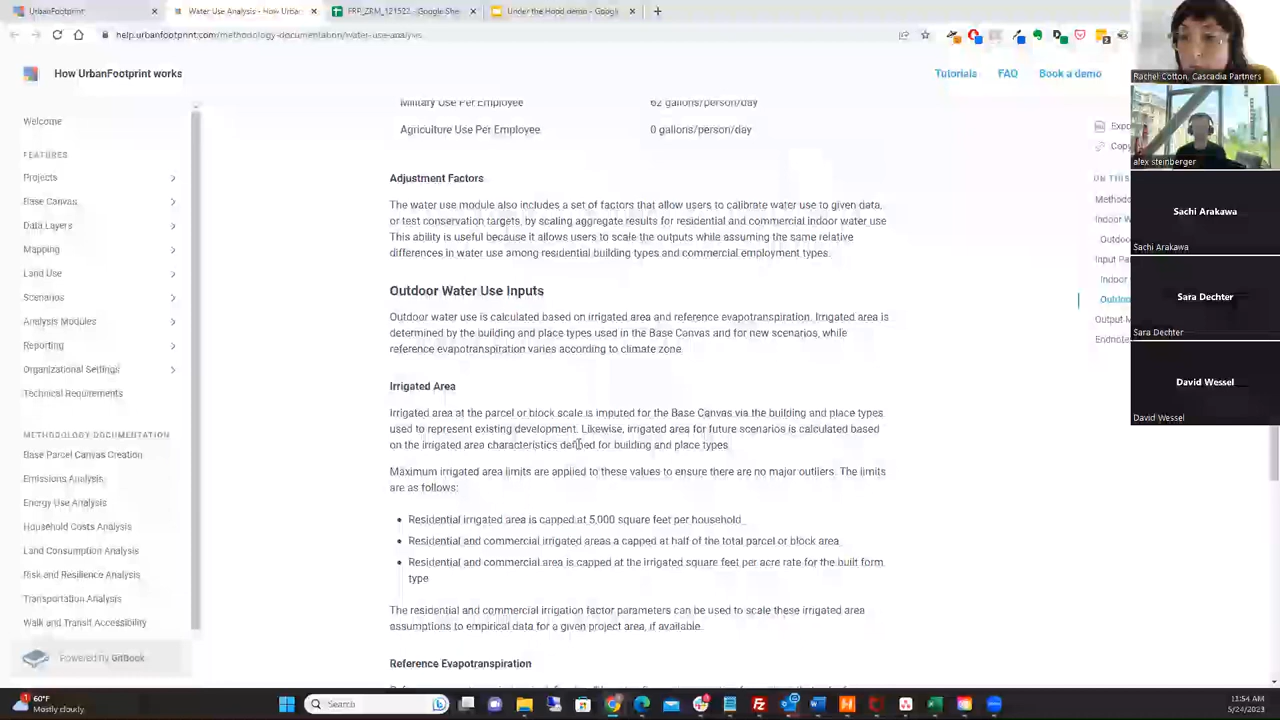 UrbanFootprint
Water Use Analysis - How Urban
FRP_ZRM_121522 - Google She
Under the Hood demo - Google
help.urbanfootprint.com/methodology-documentation/water-use-analysis
How UrbanFootprint works
Tutorials
FAQ
Book a demo
Welcome
FEATURES
Projects
Base Canvas
Data Layers
Mapping
Land Use
Scenarios
Analysis Modules
Reporting
Organizational Settings
Technical Requirements
METHODOLOGY DOCUMENTATION
Base Parcel Canvas Creation
Emissions Analysis
Energy Use Analysis
Household Costs Analysis
Land Consumption Analysis
Risk and Resilience Analysis
Transportation Analysis
Walk and Transit Accessibility
Powered By GitBook
Military Use Per Employee 62 gallons/person/day
Agriculture Use Per Employee 0 gallons/person/day
Adjustment Factors
The water use module also includes a set of factors that allow users to calibrate water use to given data,
or test conservation targets, by scaling aggregate results for residential and commercial indoor water use
This ability is useful because it allows users to scale the outputs while assuming the same relative
differences in water use among residential building types and commercial employment types.
Outdoor Water Use Inputs
Outdoor water use is calculated based on irrigated area and reference evapotranspiration. Irrigated area is
determined by the building and place types used in the Base Canvas and for new scenarios, while
reference evapotranspiration varies according to climate zone.
Irrigated Area
Irrigated area at the parcel or block scale is imputed for the Base Canvas via the building and place types
used to represent existing development. Likewise, irrigated area for future scenarios is calculated based
on the irrigated area characteristics defined for building and place types.
Maximum irrigated area limits are applied to these values to ensure there are no major outliers. The limits
are as follows:
• Residential irrigated area is capped at 5,000 square feet per household
• Residential and commercial irrigated areas a capped at half of the total parcel or block area
• Residential and commercial area is capped at the irrigated square feet per acre rate for the built form
type
The residential and commercial irrigation factor parameters can be used to scale these irrigated area
assumptions to empirical data for a given project area, if available.
Reference Evapotranspiration
Expo
Copy
ON THIS
Methodo
Indoor W
Outdoo
Input Pa
Indoor
Outdoo
Output M
Endnote
Rachel Cotton, Cascadia Partners
alex steinberger
Sachi Arakawa
Sachi Arakawa
Sara Dechter
Sara Dechter
David Wessel
David Wessel
60°F
Mostly cloudy
Search
11:54 AM
5/24/2023